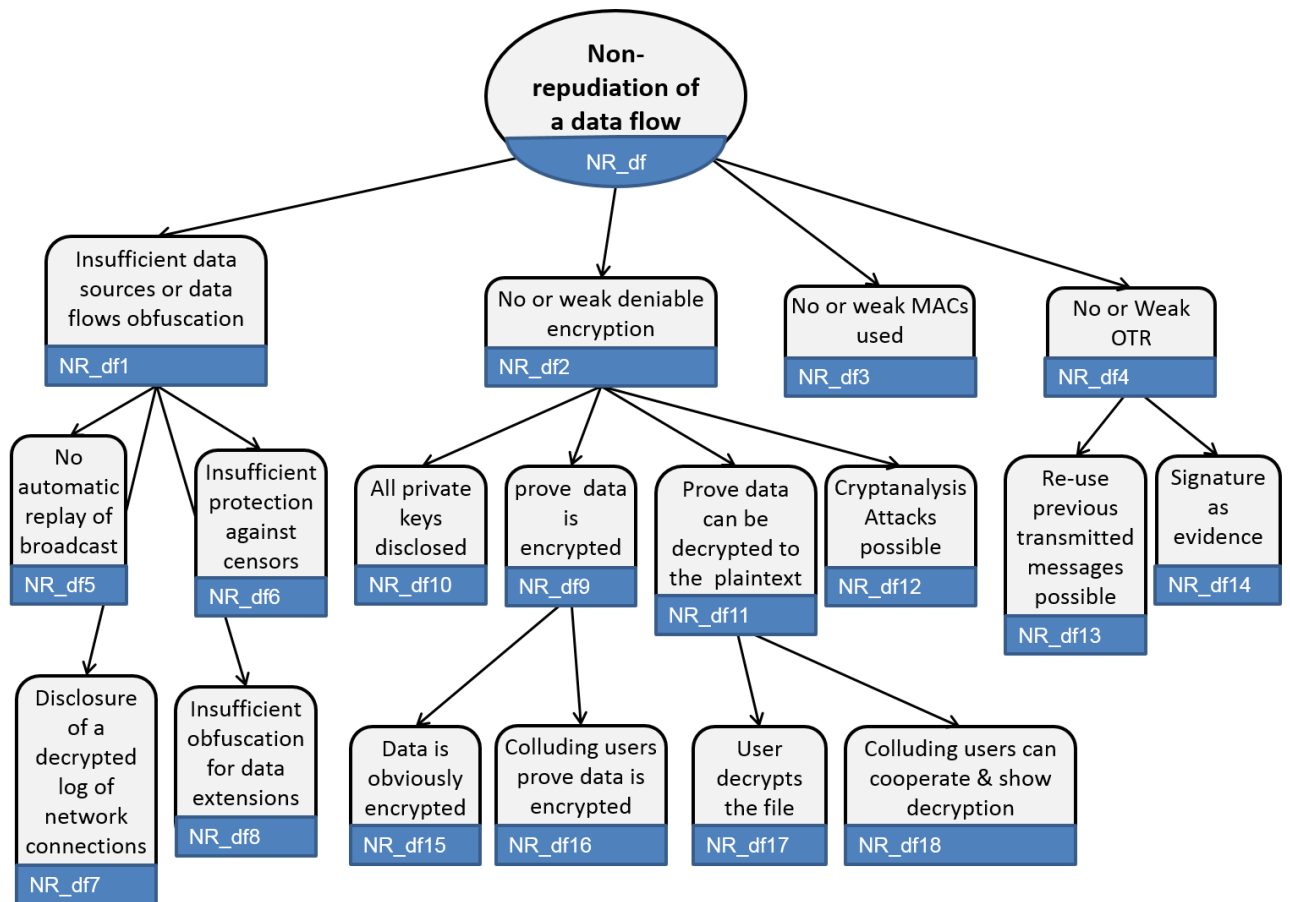 Non-
repudiation of
a data flow
NR_df
Insufficient data
sources or data
flows obfuscation
NR_df1
No or weak deniable
encryption
NR_df2
No or weak MACs
used
NR_df3
No or Weak
OTR
NR_df4
No
automatic
replay of
broadcast
NR_df5
Insufficient
protection
against
censors
NR_df6
All private
keys
disclosed
NR_df10
prove data
is
encrypted
NR_df9
Prove data
can be
decrypted to
the plaintext
NR_df11
Cryptanalysis
Attacks
possible
NR_df12
Re-use
previous
transmitted
messages
possible
NR_df13
Signature
as
evidence
NR_df14
Disclosure
of a
decrypted
log of
network
connections
NR_df7
Insufficient
obfuscation
for data
extensions
NR_df8
Data is
obviously
encrypted
NR_df15
Colluding users
prove data is
encrypted
NR_df16
User
decrypts
the file
NR_df17
Colluding users can
cooperate & show
decryption
NR_df18